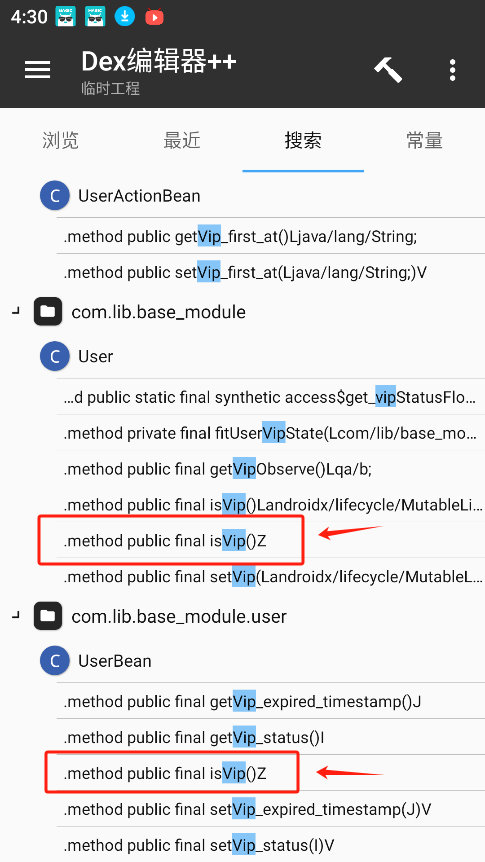 4:30
Dex编辑器++
临时工程
浏览 最近 搜索 常量
C UserActionBean
.method public getVip_first_at()Ljava/lang/String;
.method public setVip_first_at(Ljava/lang/String;)V
com.lib.base_module
C User
...d public static final synthetic access$get_vipStatusFlo...
.method private final fitUserVipState(Lcom/lib/base_mo...
.method public final getVipObserve()Lqa/b;
.method public final isVip()Landroidx/lifecycle/MutableLi...
.method public final isVip()Z
.method public final setVip(Landroidx/lifecycle/MutableL...
com.lib.base_module.user
C UserBean
.method public final getVip_expired_timestamp()J
.method public final getVip_status()I
.method public final isVip()Z
.method public final setVip_expired_timestamp(J)V
.method public final setVip_status(I)V